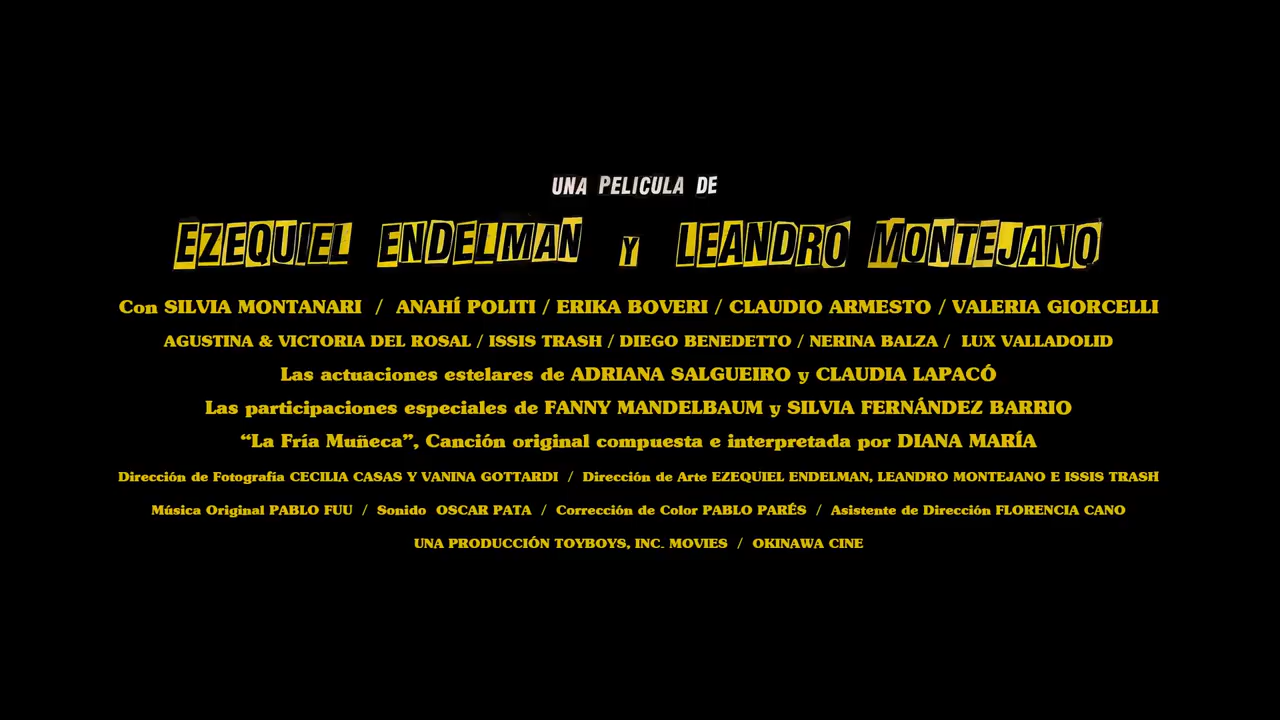 UNA PELICULA DE
EZEQUIEL ENDELMAN Y LEANDRO MONTEJANO
Con SILVIA MONTANARI / ANAHÍ POLITI / ERIKA BOVERI / CLAUDIO ARMESTO / VALERIA GIORCELLI
AGUSTINA & VICTORIA DEL ROSAL / ISSIS TRASH / DIEGO BENEDETTO / NERINA BALZA / LUX VALLADOLID
Las actuaciones estelares de ADRIANA SALGUEIRO y CLAUDIA LAPACÓ
Las participaciones especiales de FANNY MANDELBAUM y SILVIA FERNÁNDEZ BARRIO
“La Fría Muñeca”, Canción original compuesta e interpretada por DIANA MARÍA
Dirección de Fotografía CECILIA CASAS Y VANINA GOTTARDI / Dirección de Arte EZEQUIEL ENDELMAN, LEANDRO MONTEJANO E ISSIS TRASH
Música Original PABLO FUU / Sonido OSCAR PATA / Corrección de Color PABLO PARÉS / Asistente de Dirección FLORENCIA CANO
UNA PRODUCCIÓN TOYBOYS, INC. MOVIES / OKINAWA CINE